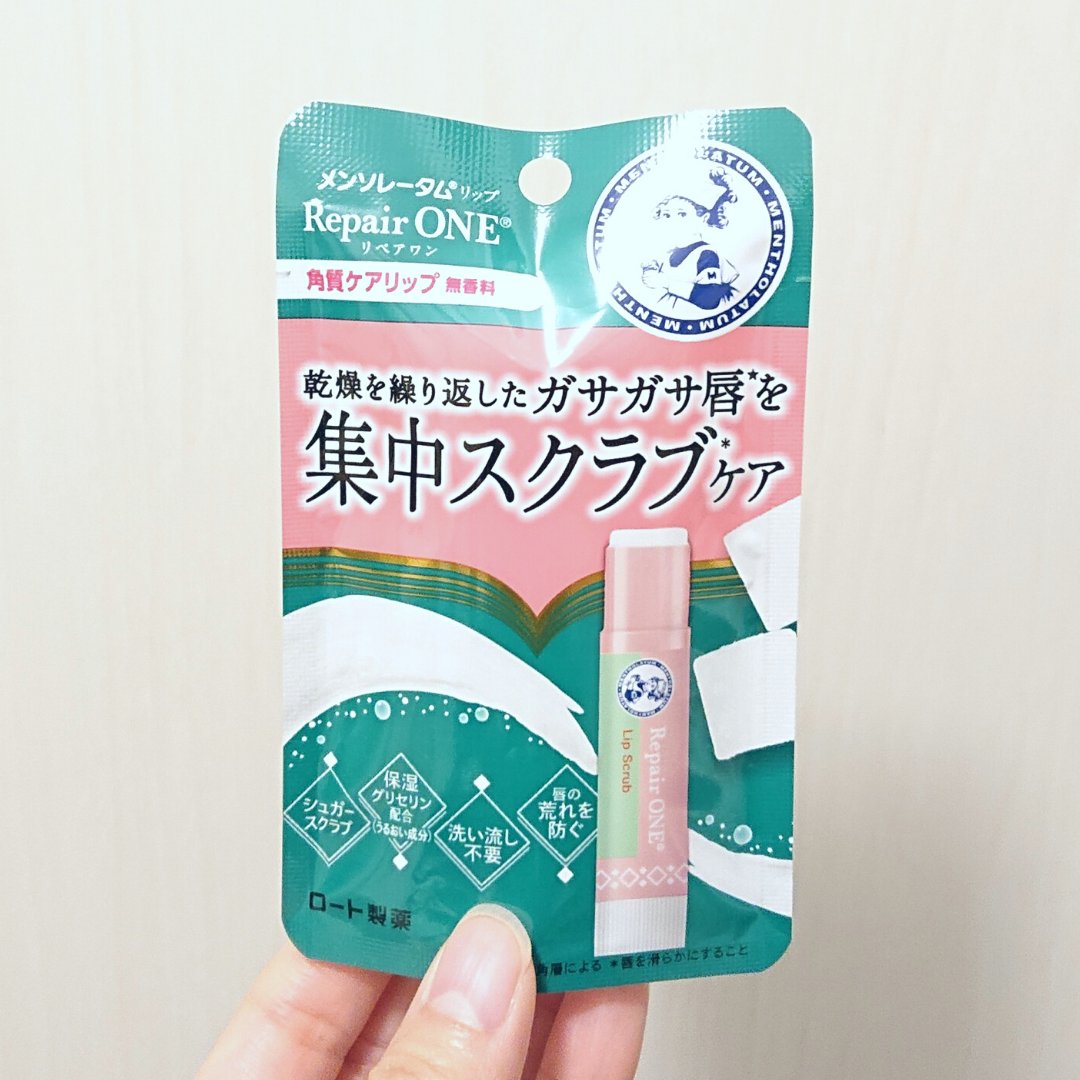 メンソレータム®リップ
Repair ONE®
リペアワン
角質ケアリップ 無香料
MENTHOLATUM・MENTHOLATUM・MENTH
乾燥を繰り返したガサガサ唇★を
集中スクラブ*ケア
Repair ONE®
Lip Scrub
シュガー
スクラブ
保湿
グリセリン
配合
(うるおい成分)
洗い流し
不要
唇の
荒れを
防ぐ
ロート製薬
角層による *唇を滑らかにすること